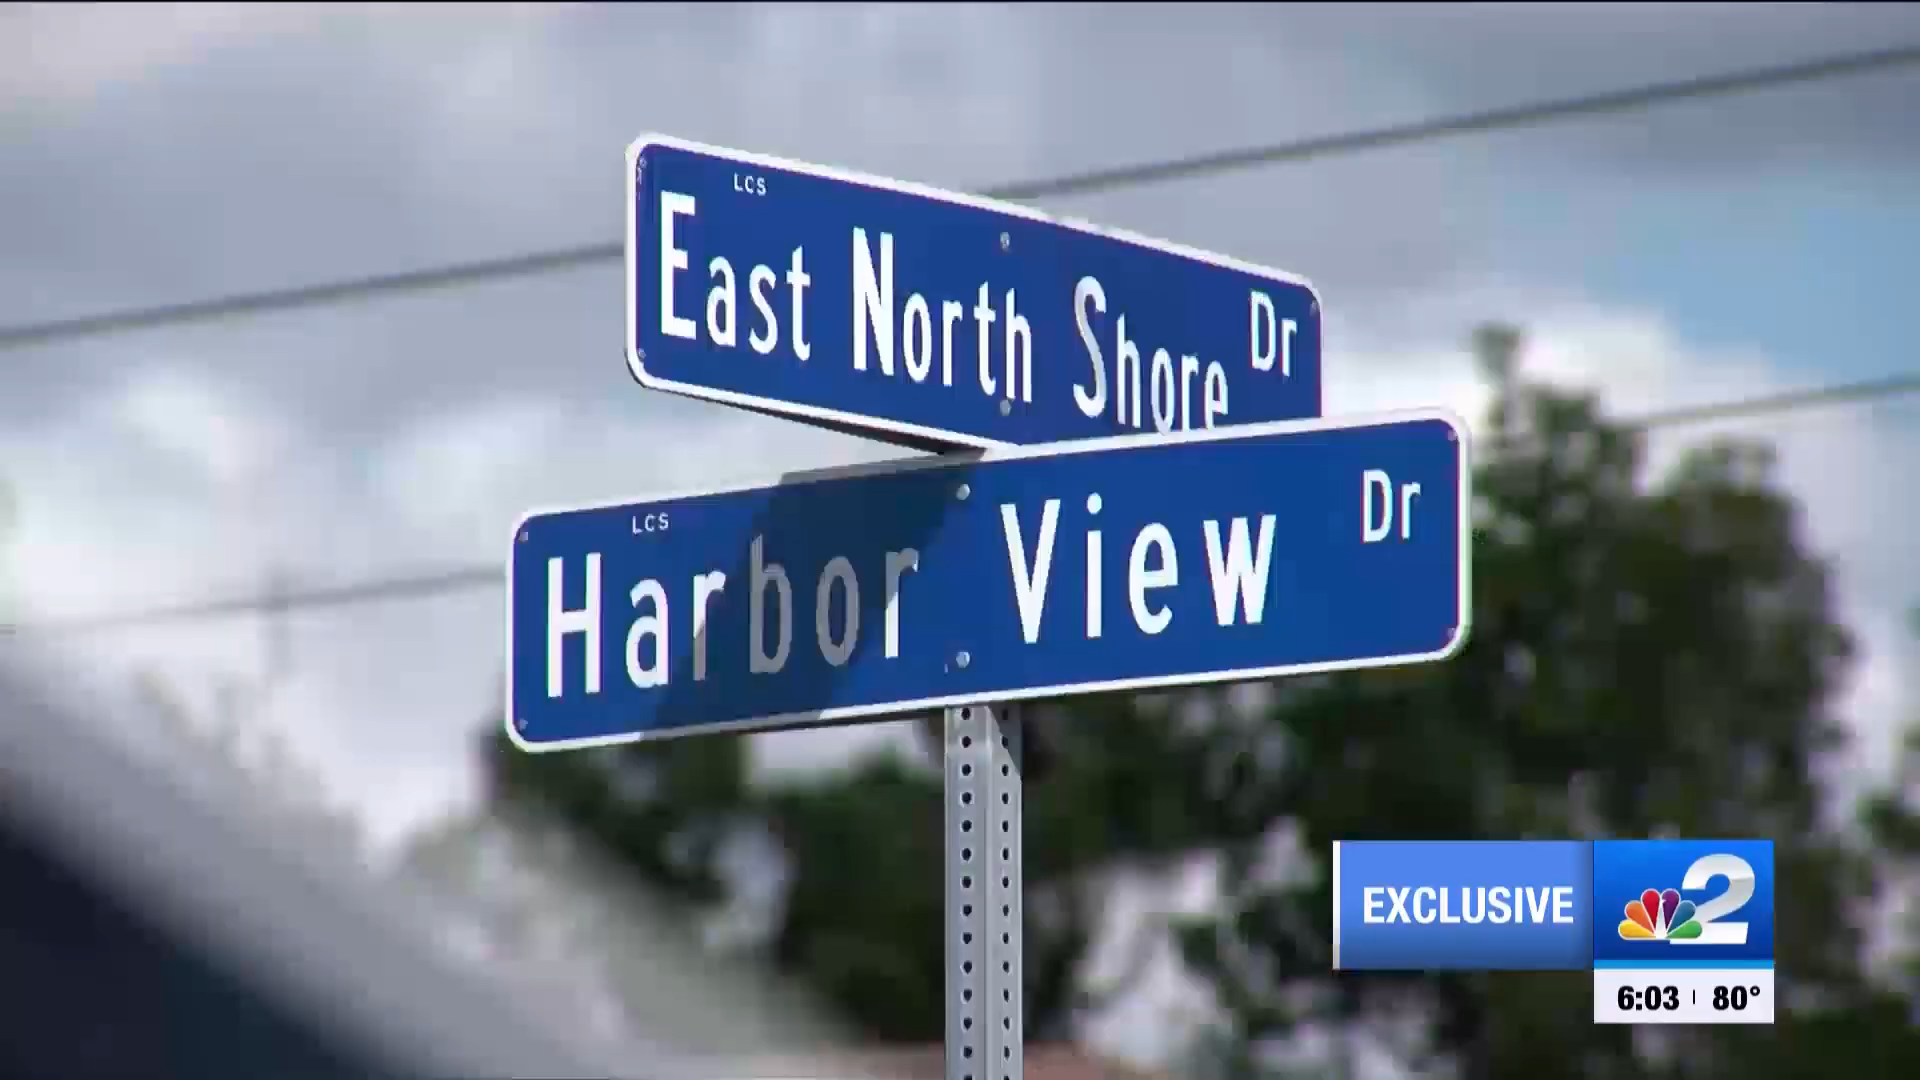 LCS
East North Shore Dr
LCS
Harbor View Dr
EXCLUSIVE
2
6:03 80°